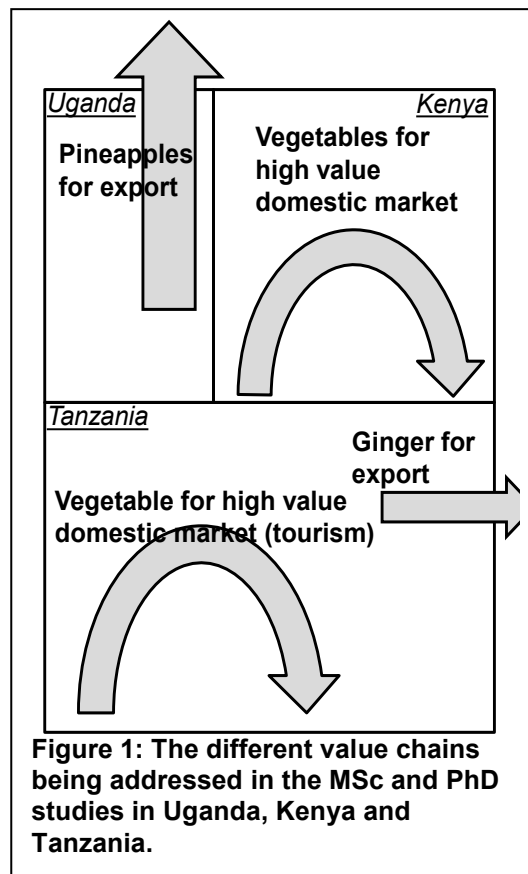 Uganda
Kenya
Pineapples
for export
Vegetables for
high value
domestic market
Tanzania
Ginger for
export
Vegetable for high value
domestic market (tourism)
Figure 1: The different value chains
being addressed in the MSc and PhD
studies in Uganda, Kenya and
Tanzania.